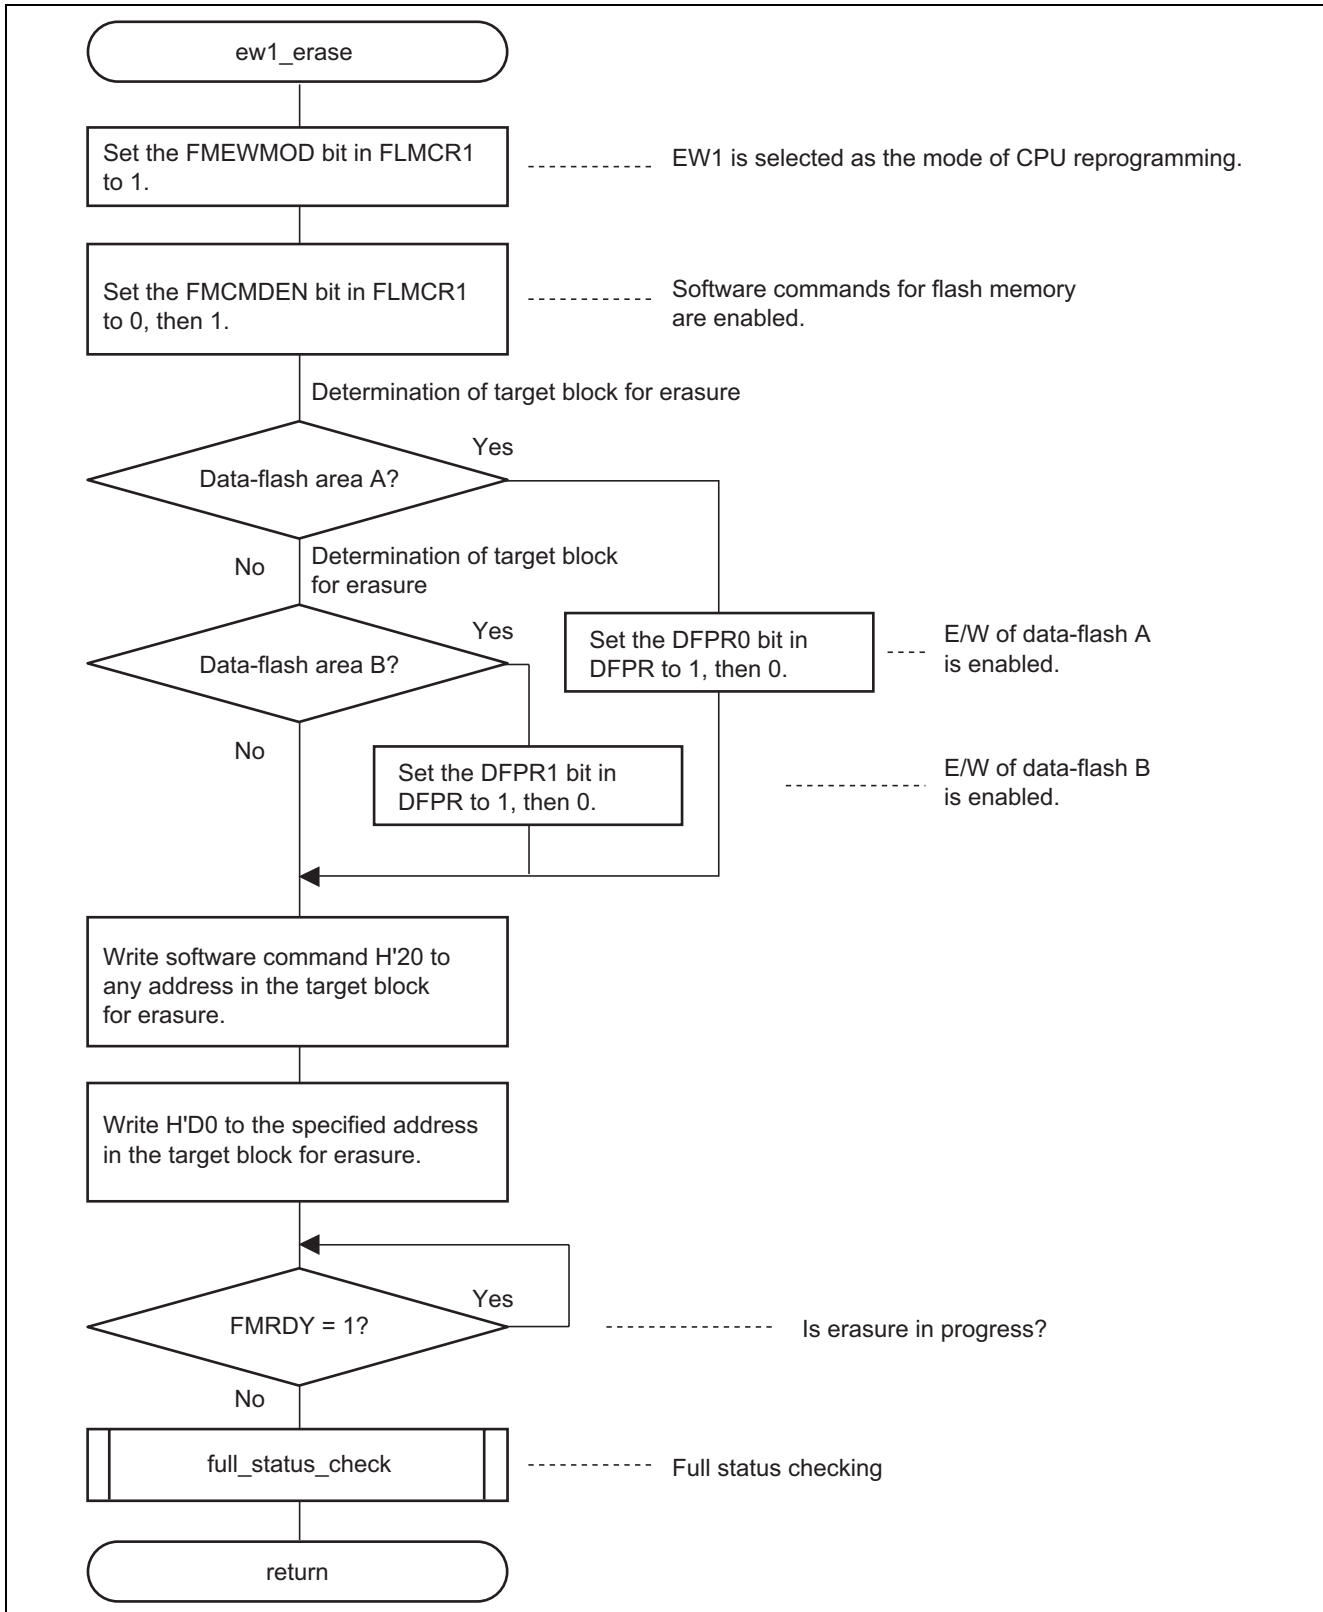 ew1_erase
Set the FMEWMOD bit in FLMCR1
to 1.
EW1 is selected as the mode of CPU reprogramming.
Set the FMCMDEN bit in FLMCR1
to 0, then 1.
Software commands for flash memory
are enabled.
Determination of target block for erasure
Yes
Data-flash area A?
No
Determination of target block
for erasure
Yes
Data-flash area B?
Set the DFPR0 bit in
DFPR to 1, then 0.
E/W of data-flash A
is enabled.
No
Set the DFPR1 bit in
DFPR to 1, then 0.
E/W of data-flash B
is enabled.
Write software command H'20 to
any address in the target block
for erasure.
Write H'D0 to the specified address
in the target block for erasure.
Yes
FMRDY = 1?
Is erasure in progress?
No
full_status_check
Full status checking
return